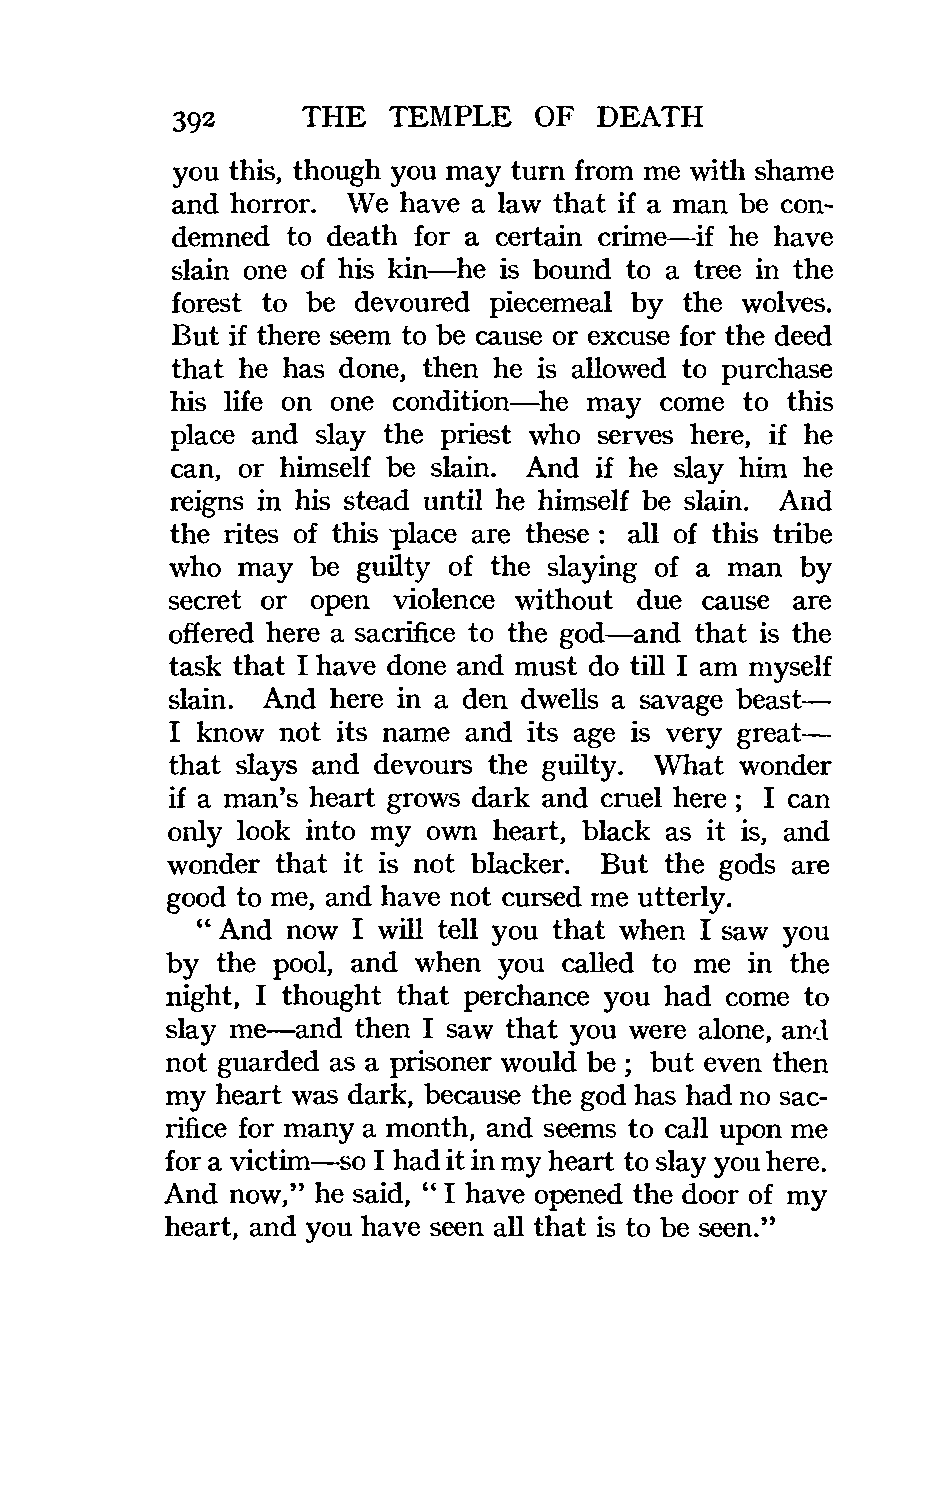 392 THE TEMPLE OF DEATH
you this, though you may turn from me with shame
and horror. We have a law that if a man be con-
demned to death for a certain crime—if he have
slain one of his kin—he is bound to a tree in the
forest to be devoured piecemeal by the wolves.
But if there seem to be cause or excuse for the deed
that he has done, then he is allowed to purchase
his life on one condition—he may come to this
place and slay the priest who serves here, if he
can, or himself be slain. And if he slay him he
reigns in his stead until he himself be slain. And
the rites of this place are these : all of this tribe
who may be guilty of the slaying of a man by
secret or open violence without due cause are
offered here a sacrifice to the god—and that is the
task that I have done and must do till I am myself
slain. And here in a den dwells a savage beast—
I know not its name and its age is very great—
that slays and devours the guilty. What wonder
if a man's heart grows dark and cruel here ; I can
only look into my own heart, black as it is, and
wonder that it is not blacker. But the gods are
good to me, and have not cursed me utterly.
“ And now I will tell you that when I saw you
by the pool, and when you called to me in the
night, I thought that perchance you had come to
slay me—and then I saw that you were alone, and
not guarded as a prisoner would be ; but even then
my heart was dark, because the god has had no sac-
rifice for many a month, and seems to call upon me
for a victim—so I had it in my heart to slay you here.
And now,” he said, “ I have opened the door of my
heart, and you have seen all that is to be seen.”